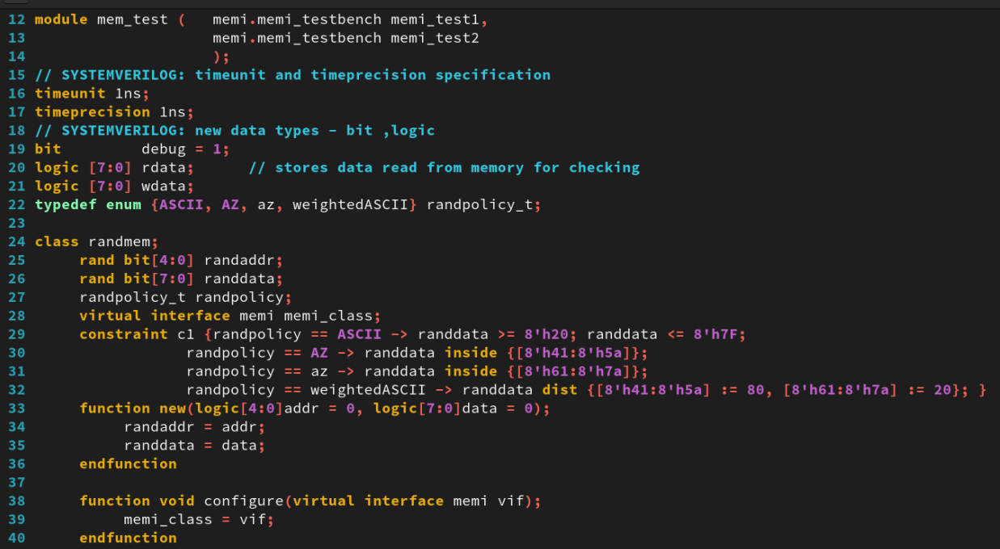 12 module mem_test (   memi.memi_testbench memi_test1,
13                     memi.memi_testbench memi_test2
14                     );
15 // SYSTEMVERILOG: timeunit and timeprecision specification
16 timeunit 1ns;
17 timeprecision 1ns;
18 // SYSTEMVERILOG: new data types - bit ,logic
19 bit         debug = 1;
20 logic [7:0] rdata;      // stores data read from memory for checking
21 logic [7:0] wdata;
22 typedef enum {ASCII, AZ, az, weightedASCII} randpolicy_t;
23
24 class randmem;
25      rand bit[4:0] randaddr;
26      rand bit[7:0] randdata;
27      randpolicy_t randpolicy;
28      virtual interface memi memi_class;
29      constraint c1 {randpolicy == ASCII -> randdata >= 8'h20; randdata <= 8'h7F;
30                  randpolicy == AZ -> randdata inside {[8'h41:8'h5a]};
31                  randpolicy == az -> randdata inside {[8'h61:8'h7a]};
32                  randpolicy == weightedASCII -> randdata dist {[8'h41:8'h5a] := 80, [8'h61:8'h7a] := 20}; }
33      function new(logic[4:0]addr = 0, logic[7:0]data = 0);
34           randaddr = addr;
35           randdata = data;
36      endfunction
37
38      function void configure(virtual interface memi vif);
39           memi_class = vif;
40      endfunction